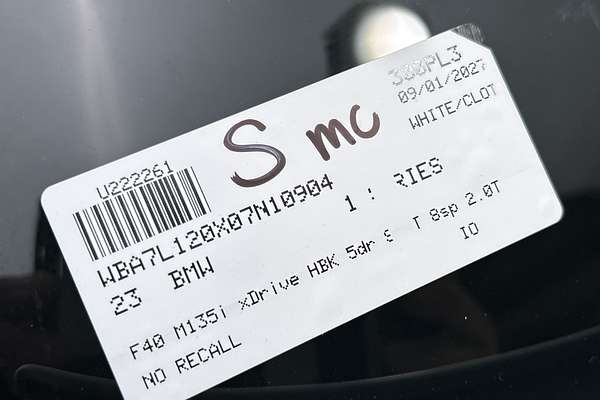 330PL3
09/01/2027
WHITE/CLOT
S mc
U222261
WBA7L120X07N10904
23 BMW 1 : RIES
F40 M135i xDrive HBK 5dr S T 8sp 2.0T
IO
NO RECALL